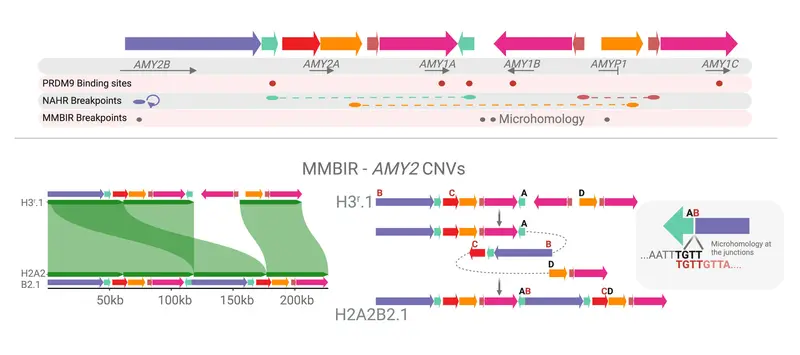 AMY2B AMY2A AMY1A AMY1B AMYP1 AMY1C
PRDM9 Binding sites
NAHR Breakpoints
MMBIR Breakpoints Microhomology
MMBIR - AMY2 CNVs
H3ʳ.1
H2A2
B2.1
50kb 100kb 150kb 200kb
H3ʳ.1
B C A D
A
C B
D
AB CD
H2A2B2.1
AB
Microhomology at
the junctions
...AATTTGTT
TGTTGTTA....